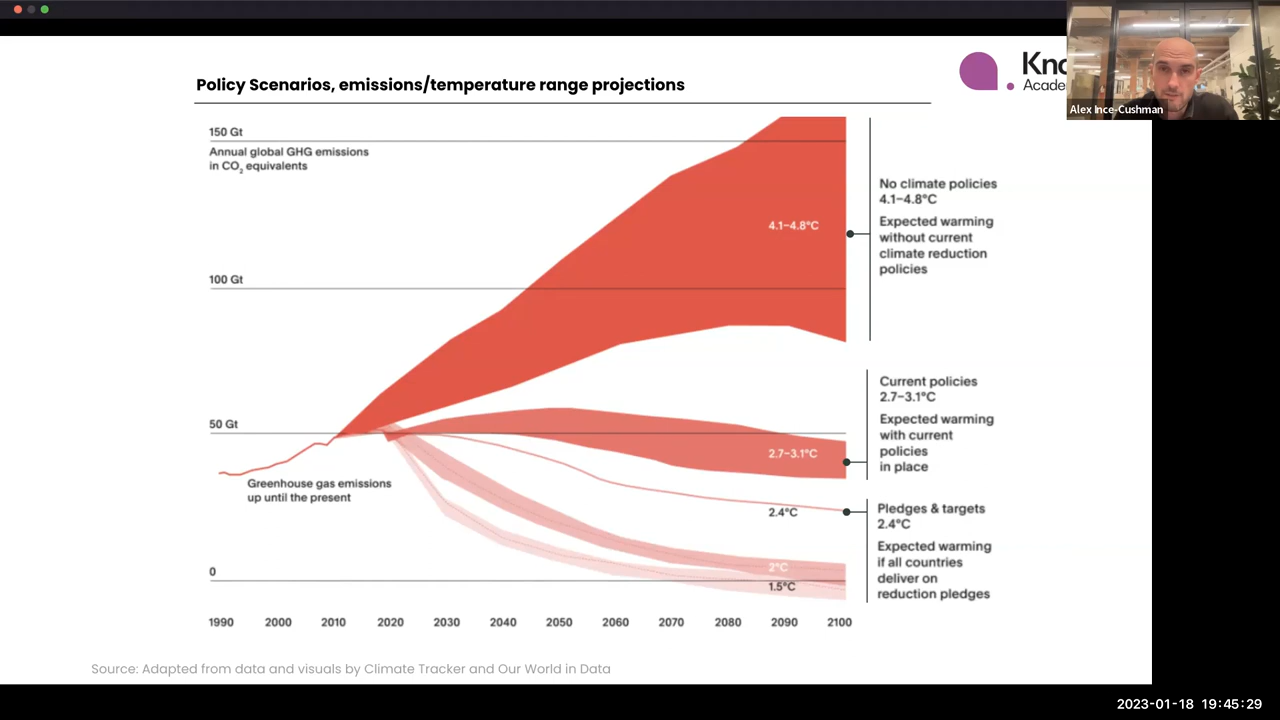 Policy Scenarios, emissions/temperature range projections
Alex Ince-Cushman
150 Gt
Annual global GHG emissions
in CO₂ equivalents
No climate policies
4.1–4.8°C
Expected warming
without current
climate reduction
policies
4.1–4.8°C
100 Gt
Current policies
2.7–3.1°C
Expected warming
with current
policies
in place
50 Gt
2.7–3.1°C
Greenhouse gas emissions
up until the present
Pledges & targets
2.4°C
Expected warming
if all countries
deliver on
reduction pledges
2.4°C
2°C
1.5°C
0
1990 2000 2010 2020 2030 2040 2050 2060 2070 2080 2090 2100
Source: Adapted from data and visuals by Climate Tracker and Our World in Data
2023-01-18 19:45:29